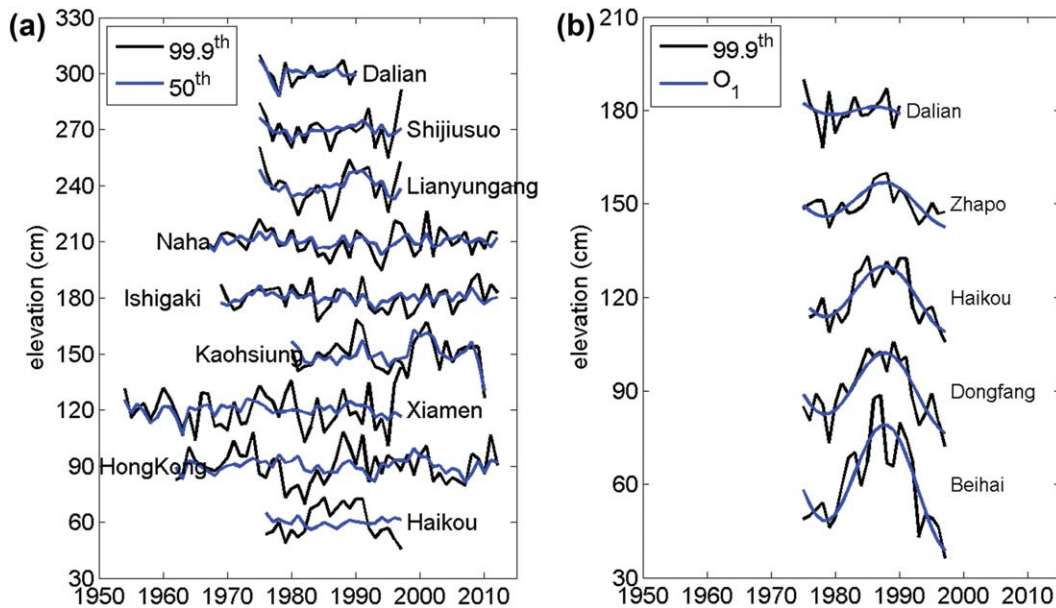 (a)
99.9th
50th
330
300
270
240
210
180
150
120
90
60
30
elevation (cm)
Dalian
Shijiusuo
Lianyungang
Naha
Ishigaki
Kaohsiung
Xiamen
HongKong
Haikou
1950 1960 1970 1980 1990 2000 2010
(b)
99.9th
O1
210
180
150
120
90
60
30
elevation (cm)
Dalian
Zhapo
Haikou
Dongfang
Beihai
1950 1960 1970 1980 1990 2000 2010